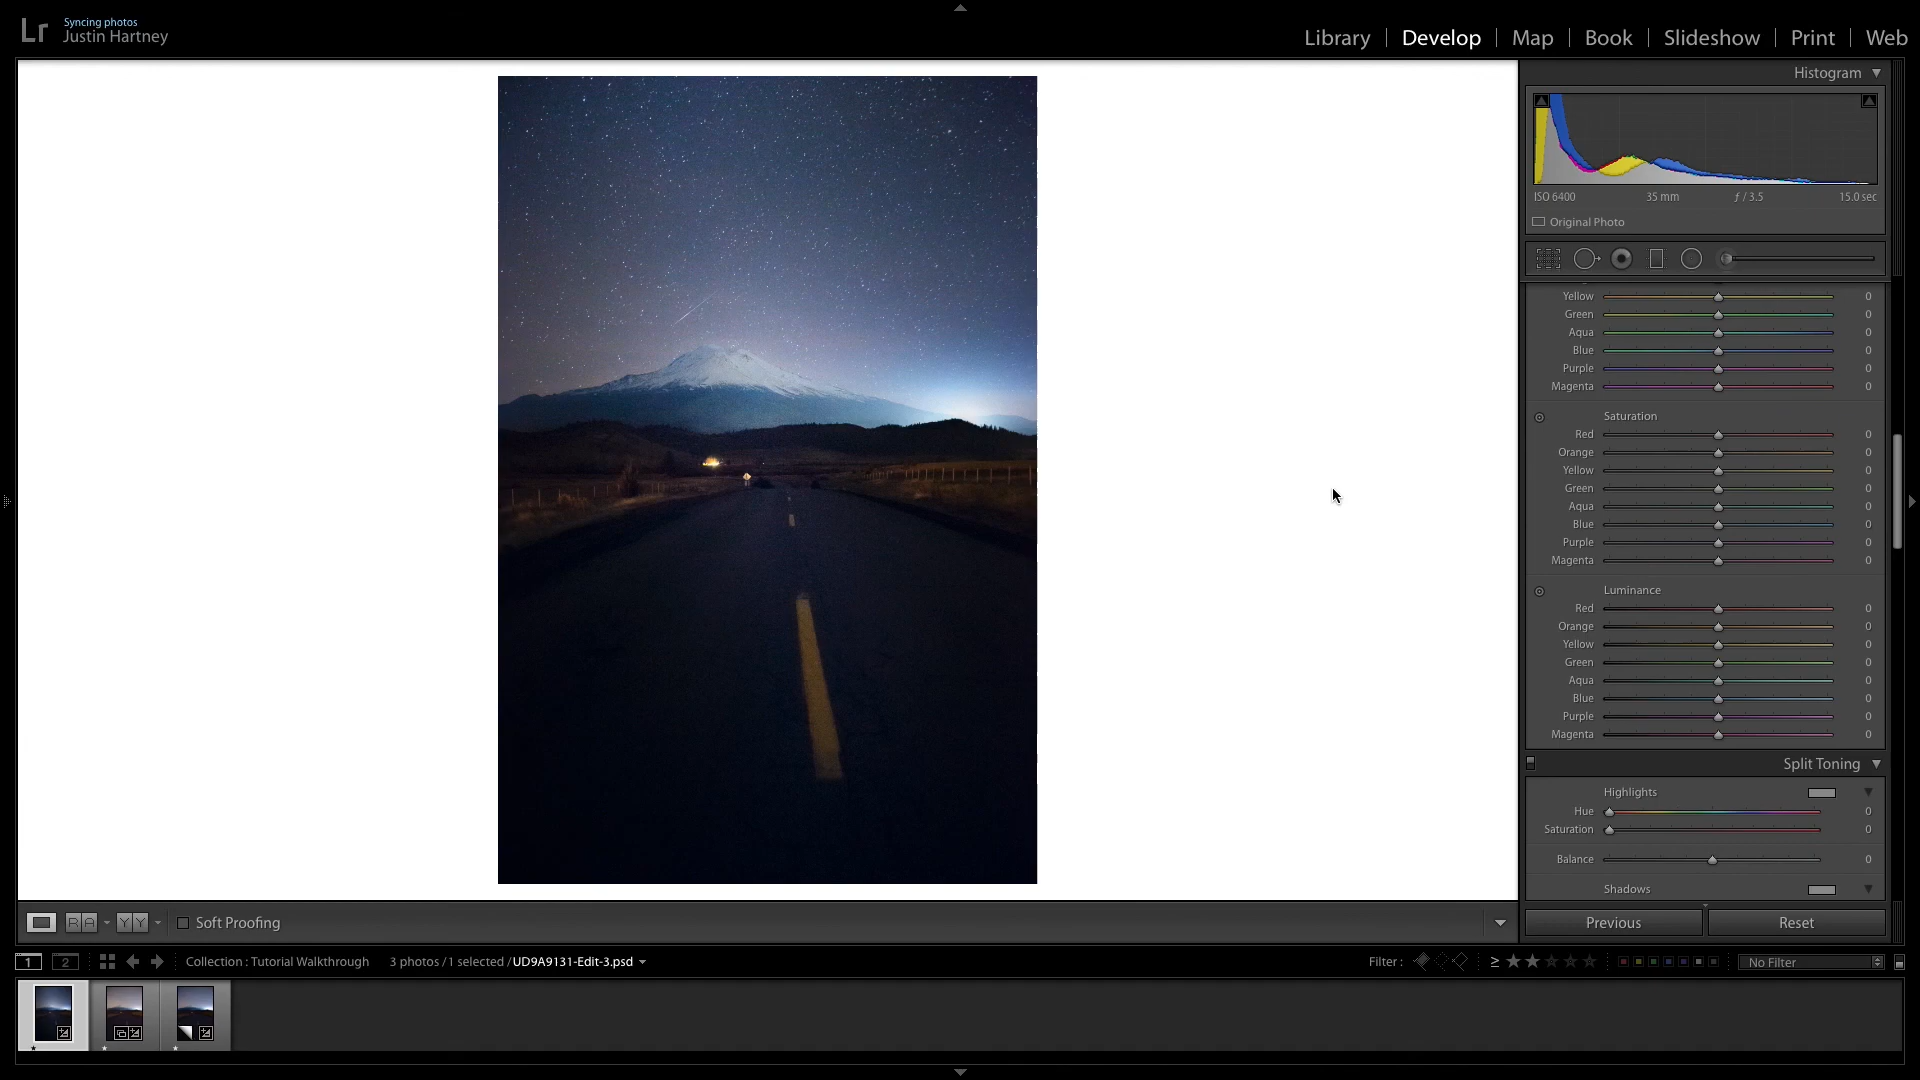 Lr
Syncing photos
Justin Hartney
Library | Develop | Map | Book | Slideshow | Print | Web
Histogram
ISO 6400 35 mm ƒ / 3.5 15.0 sec
Original Photo
Yellow 0
Green 0
Aqua 0
Blue 0
Purple 0
Magenta 0
Saturation
Red 0
Orange 0
Yellow 0
Green 0
Aqua 0
Blue 0
Purple 0
Magenta 0
Luminance
Red 0
Orange 0
Yellow 0
Green 0
Aqua 0
Blue 0
Purple 0
Magenta 0
Split Toning
Highlights
Hue 0
Saturation 0
Balance 0
Shadows
R A Y Y Soft Proofing
Previous Reset
1 2 Collection : Tutorial Walkthrough 3 photos / 1 selected / UD9A9131-Edit-3.psd Filter : ≥ No Filter